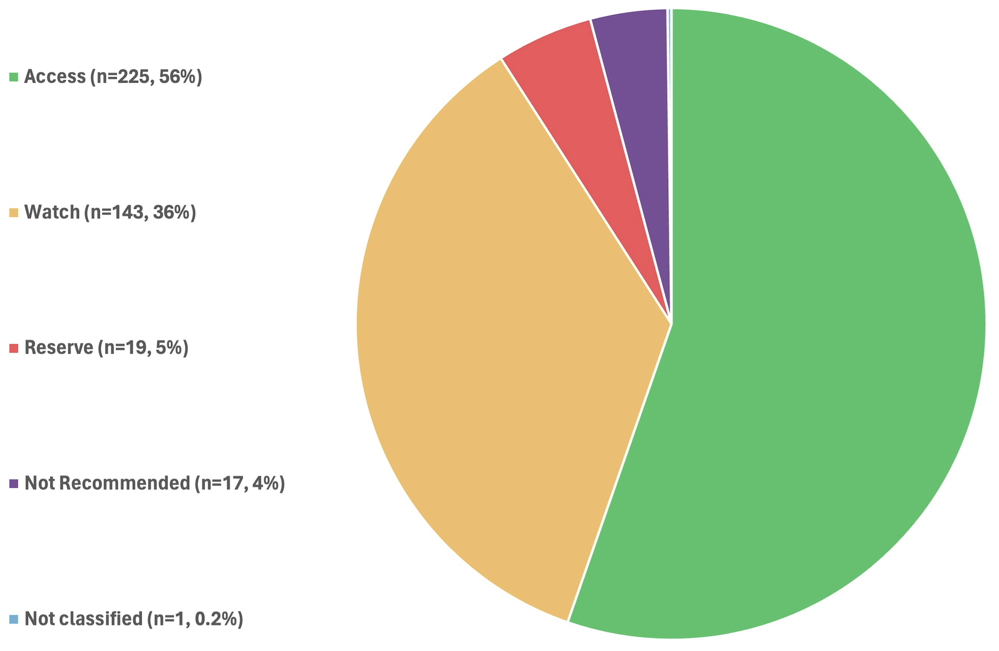 Access (n=225, 56%)
Watch (n=143, 36%)
Reserve (n=19, 5%)
Not Recommended (n=17, 4%)
Not classified (n=1, 0.2%)